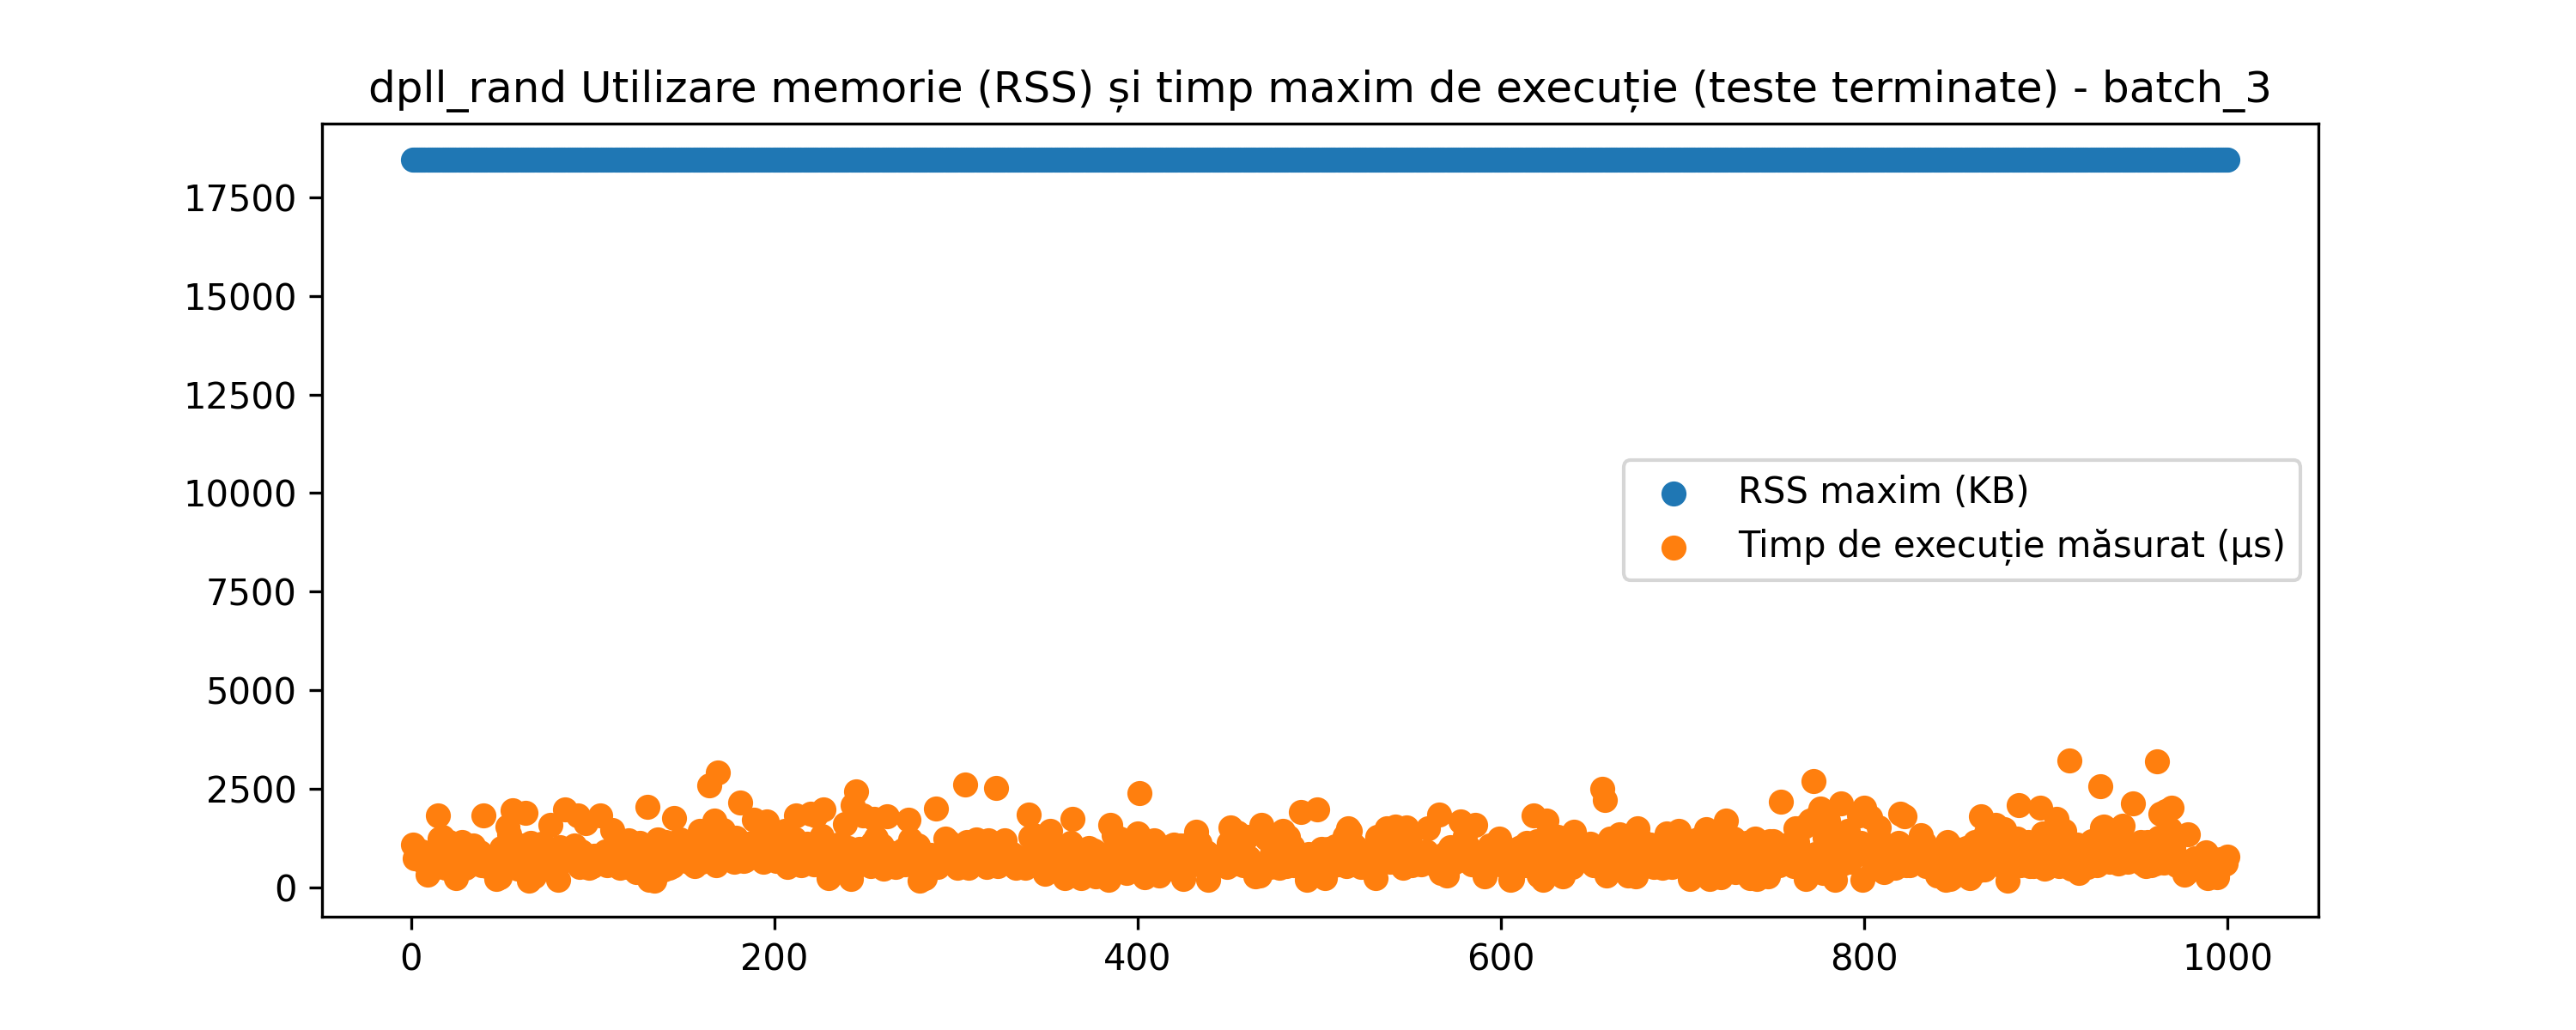 dpll_rand Utilizare memorie (RSS) și timp maxim de execuție (teste terminate) - batch_3
17500
15000
12500
10000
7500
5000
2500
0
RSS maxim (KB)
Timp de execuție măsurat (µs)
0 200 400 600 800 1000